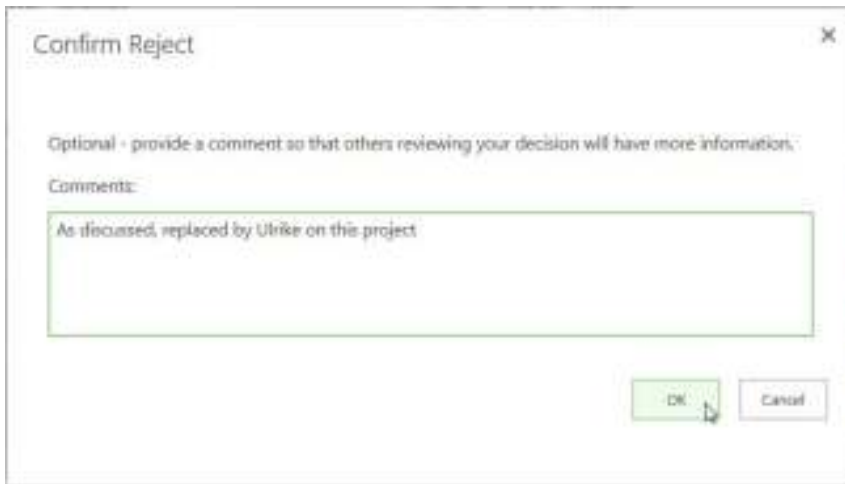 Confirm Reject
Optional - provide a comment so that others reviewing your decision will have more information.
Comments:
As discussed, replaced by Ulrike on this project
OK
Cancel